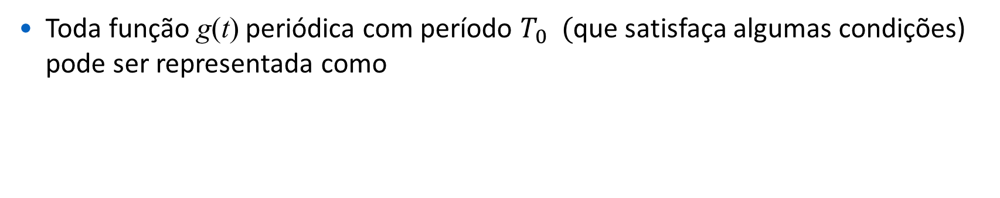 • Toda função g(t) periódica com período T₀ (que satisfaça algumas condições)
pode ser representada como